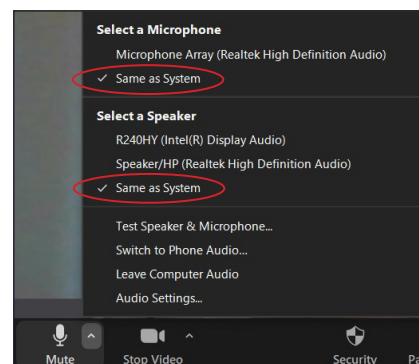 Select a Microphone
Microphone Array (Realtek High Definition Audio)
✓ Same as System
Select a Speaker
R240HY (Intel(R) Display Audio)
Speaker/HP (Realtek High Definition Audio)
✓ Same as System
Test Speaker & Microphone...
Switch to Phone Audio...
Leave Computer Audio
Audio Settings...
Mute Stop Video Security Pa